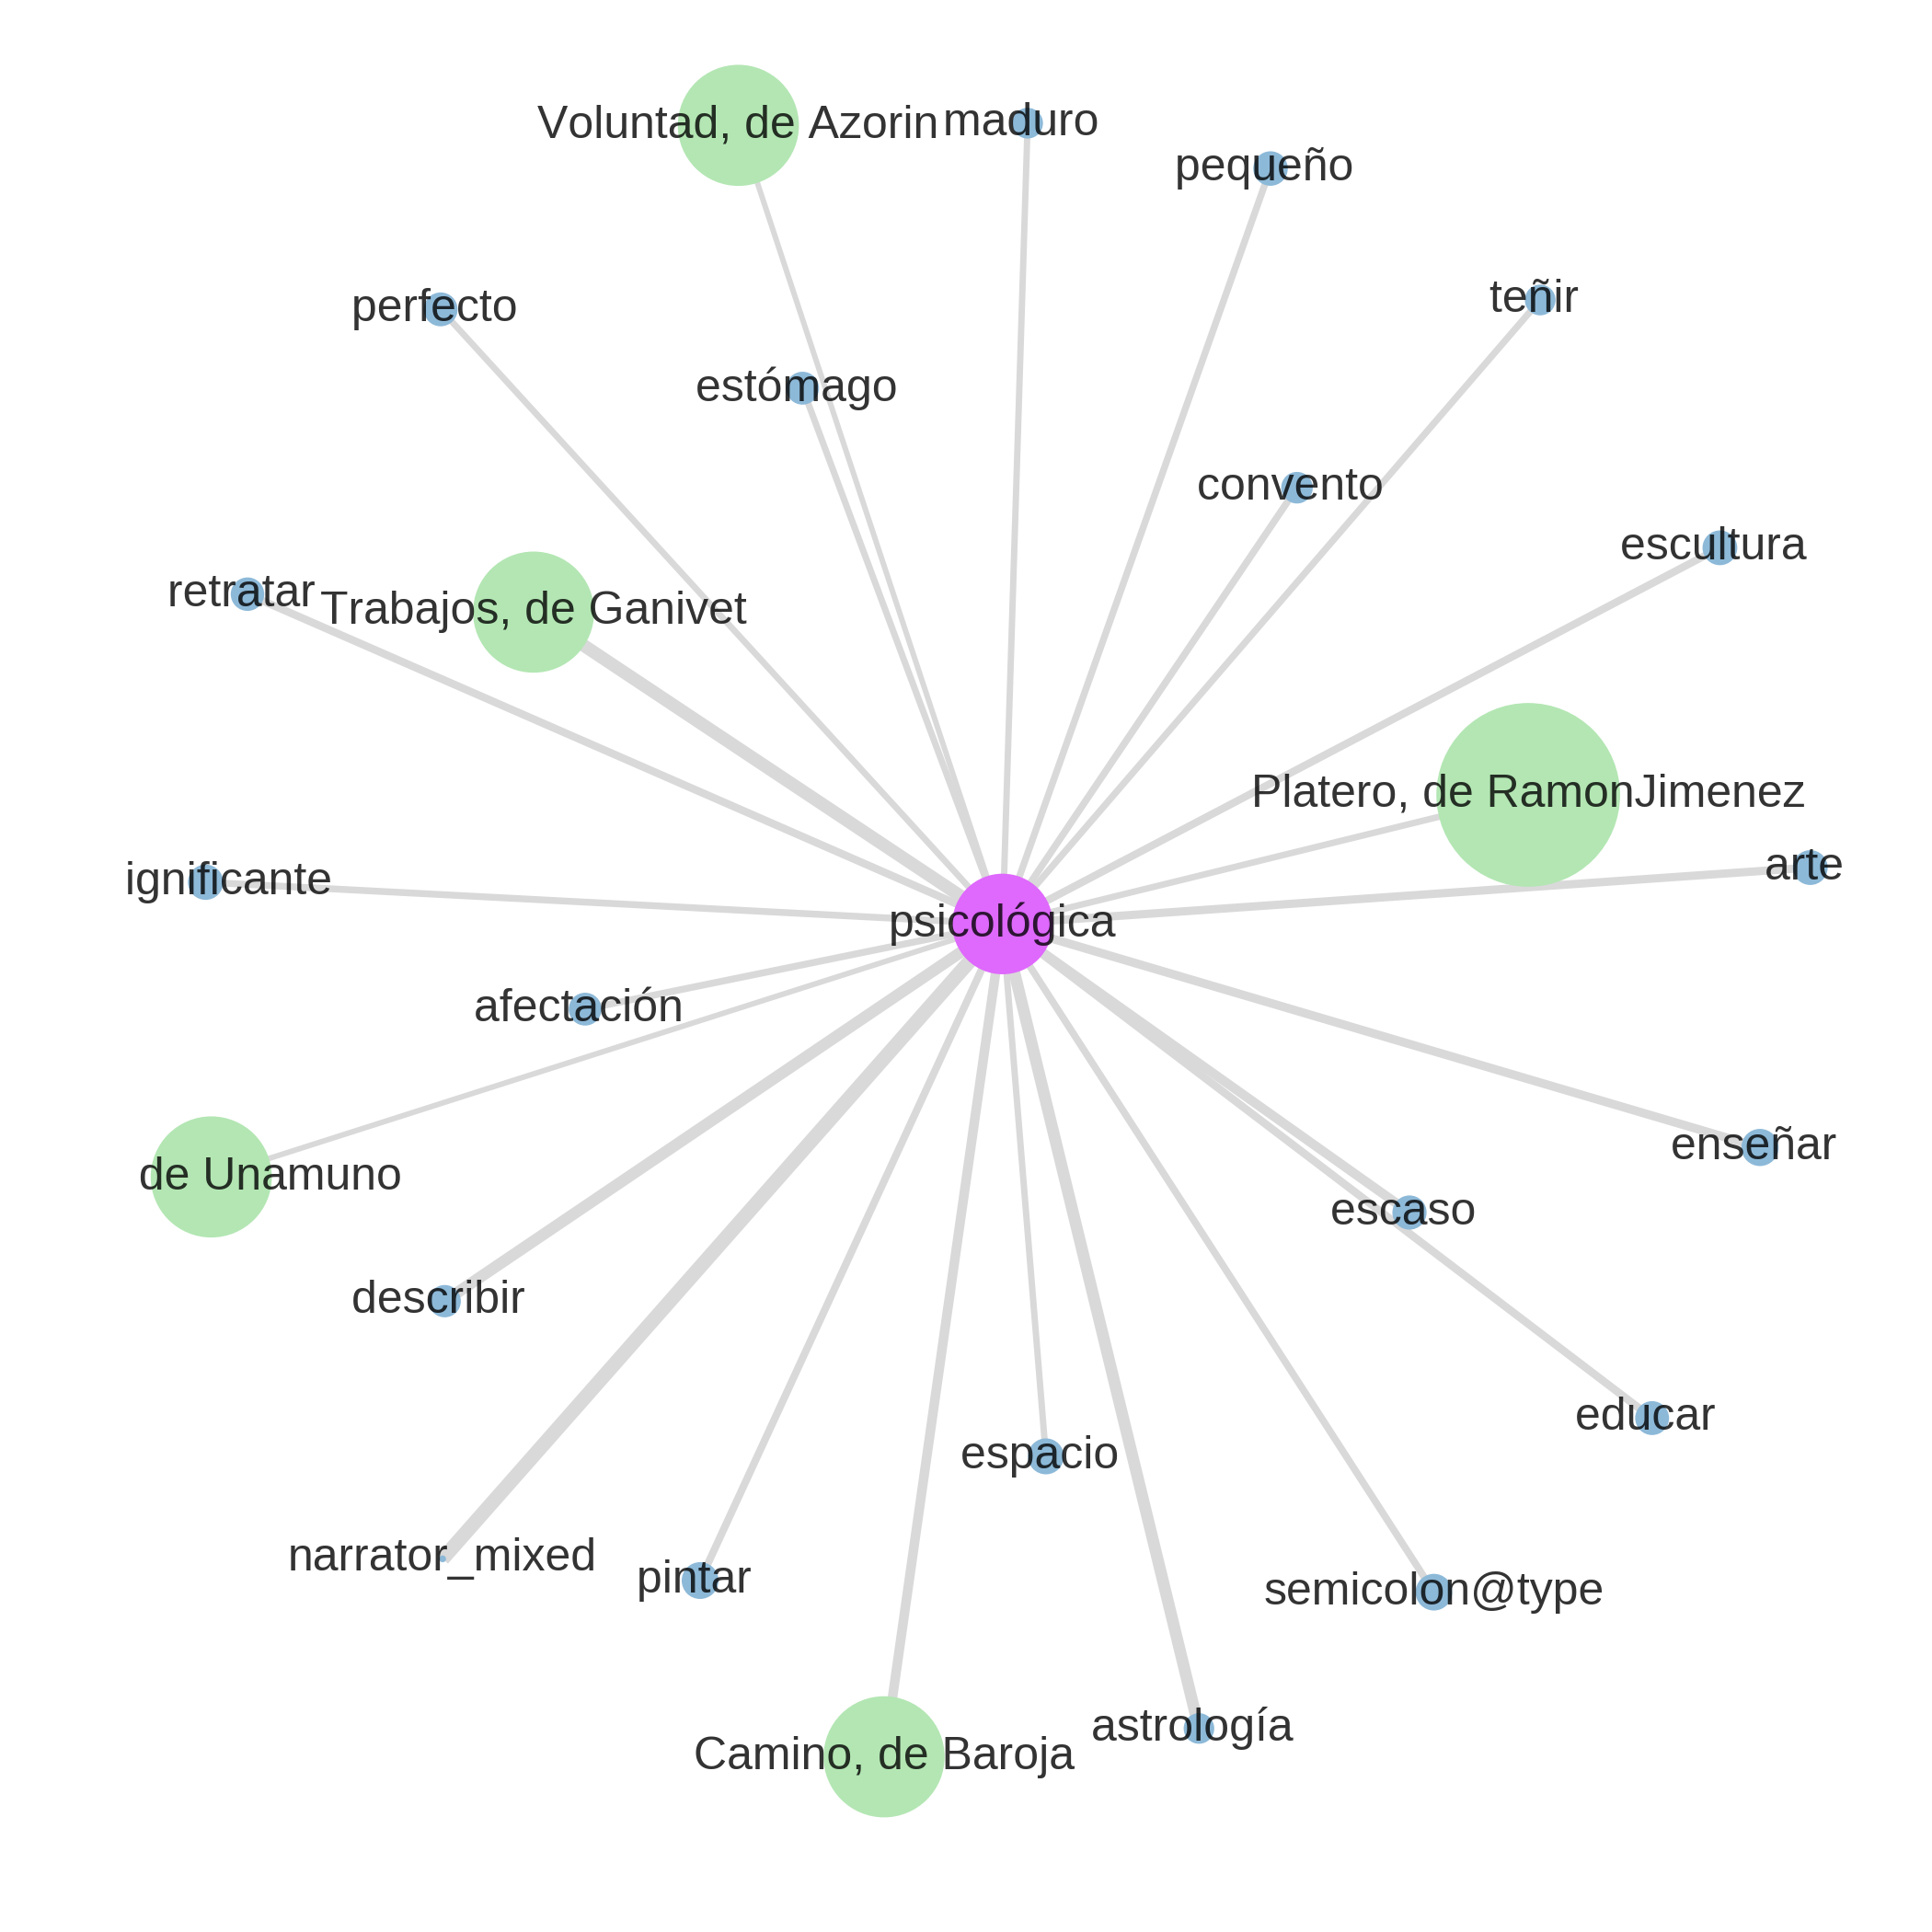 Voluntad, de Azorin
maduro
pequeño
teñir
perfecto
estómago
convento
escultura
retratar
Trabajos, de Ganivet
Platero, de RamonJimenez
arte
ignificante
psicológica
afectación
enseñar
de Unamuno
escaso
describir
educar
espacio
narrator_mixed
pintar
semicolon@type
astrología
Camino, de Baroja